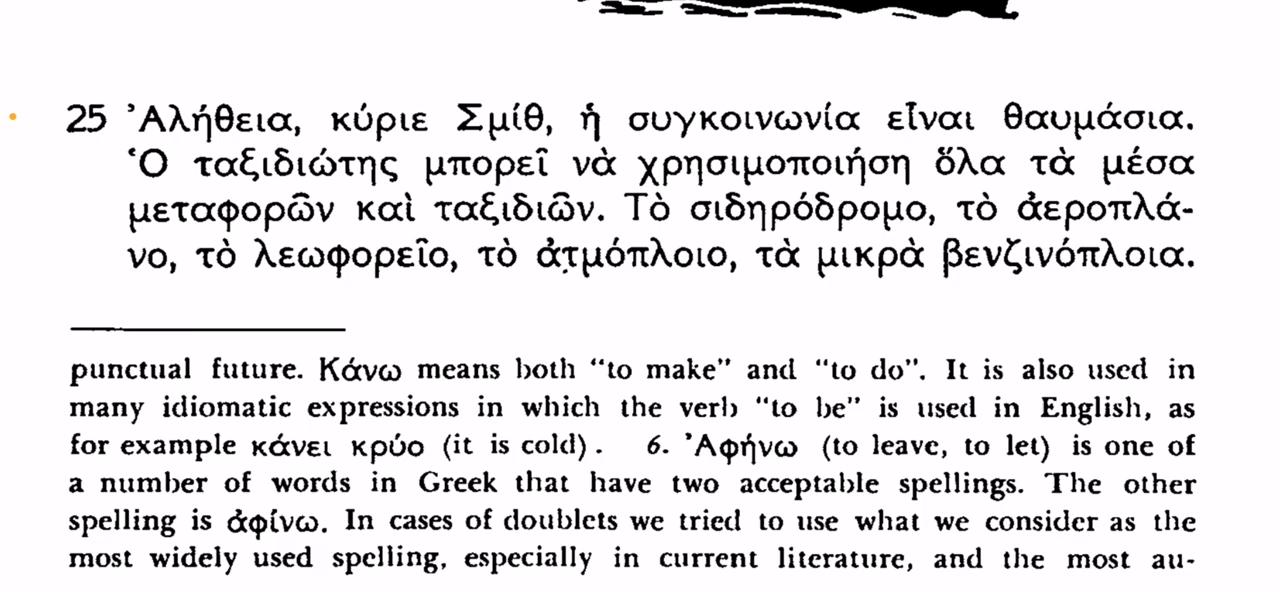 25 Ἀλήθεια, κύριε Σμίθ, ἡ συγκοινωνία εἶναι θαυμάσια.
Ὁ ταξιδιώτης μπορεῖ νὰ χρησιμοποιήση ὅλα τὰ μέσα
μεταφορῶν καὶ ταξιδιῶν. Τὸ σιδηρόδρομο, τὸ ἀεροπλά-
νο, τὸ λεωφορεῖο, τὸ ἀτμόπλοιο, τὰ μικρὰ βενζινόπλοια.
punctual future. Κάνω means both "to make" and "to do". It is also used in
many idiomatic expressions in which the verb "to be" is used in English, as
for example κάνει κρύο (it is cold). 6. Ἀφήνω (to leave, to let) is one of
a number of words in Greek that have two acceptable spellings. The other
spelling is ἀφίνω. In cases of doublets we tried to use what we consider as the
most widely used spelling, especially in current literature, and the most au-